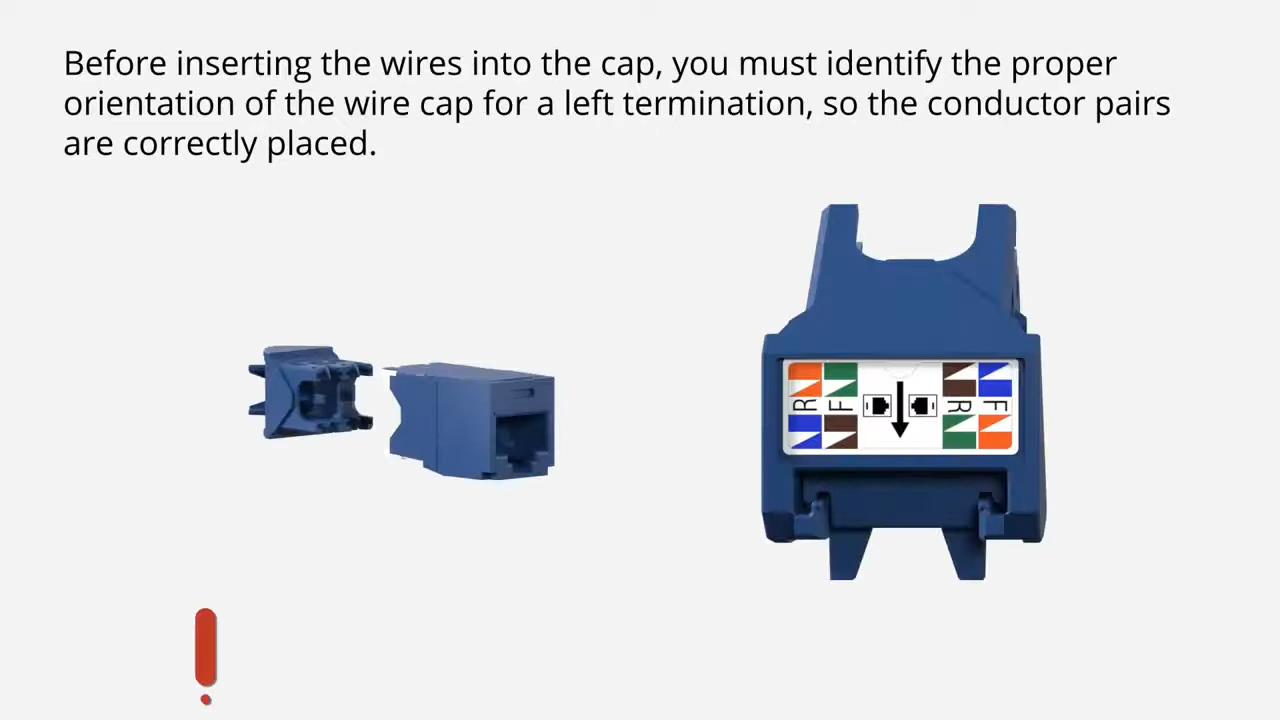 Before inserting the wires into the cap, you must identify the proper
orientation of the wire cap for a left termination, so the conductor pairs
are correctly placed.
R F R F